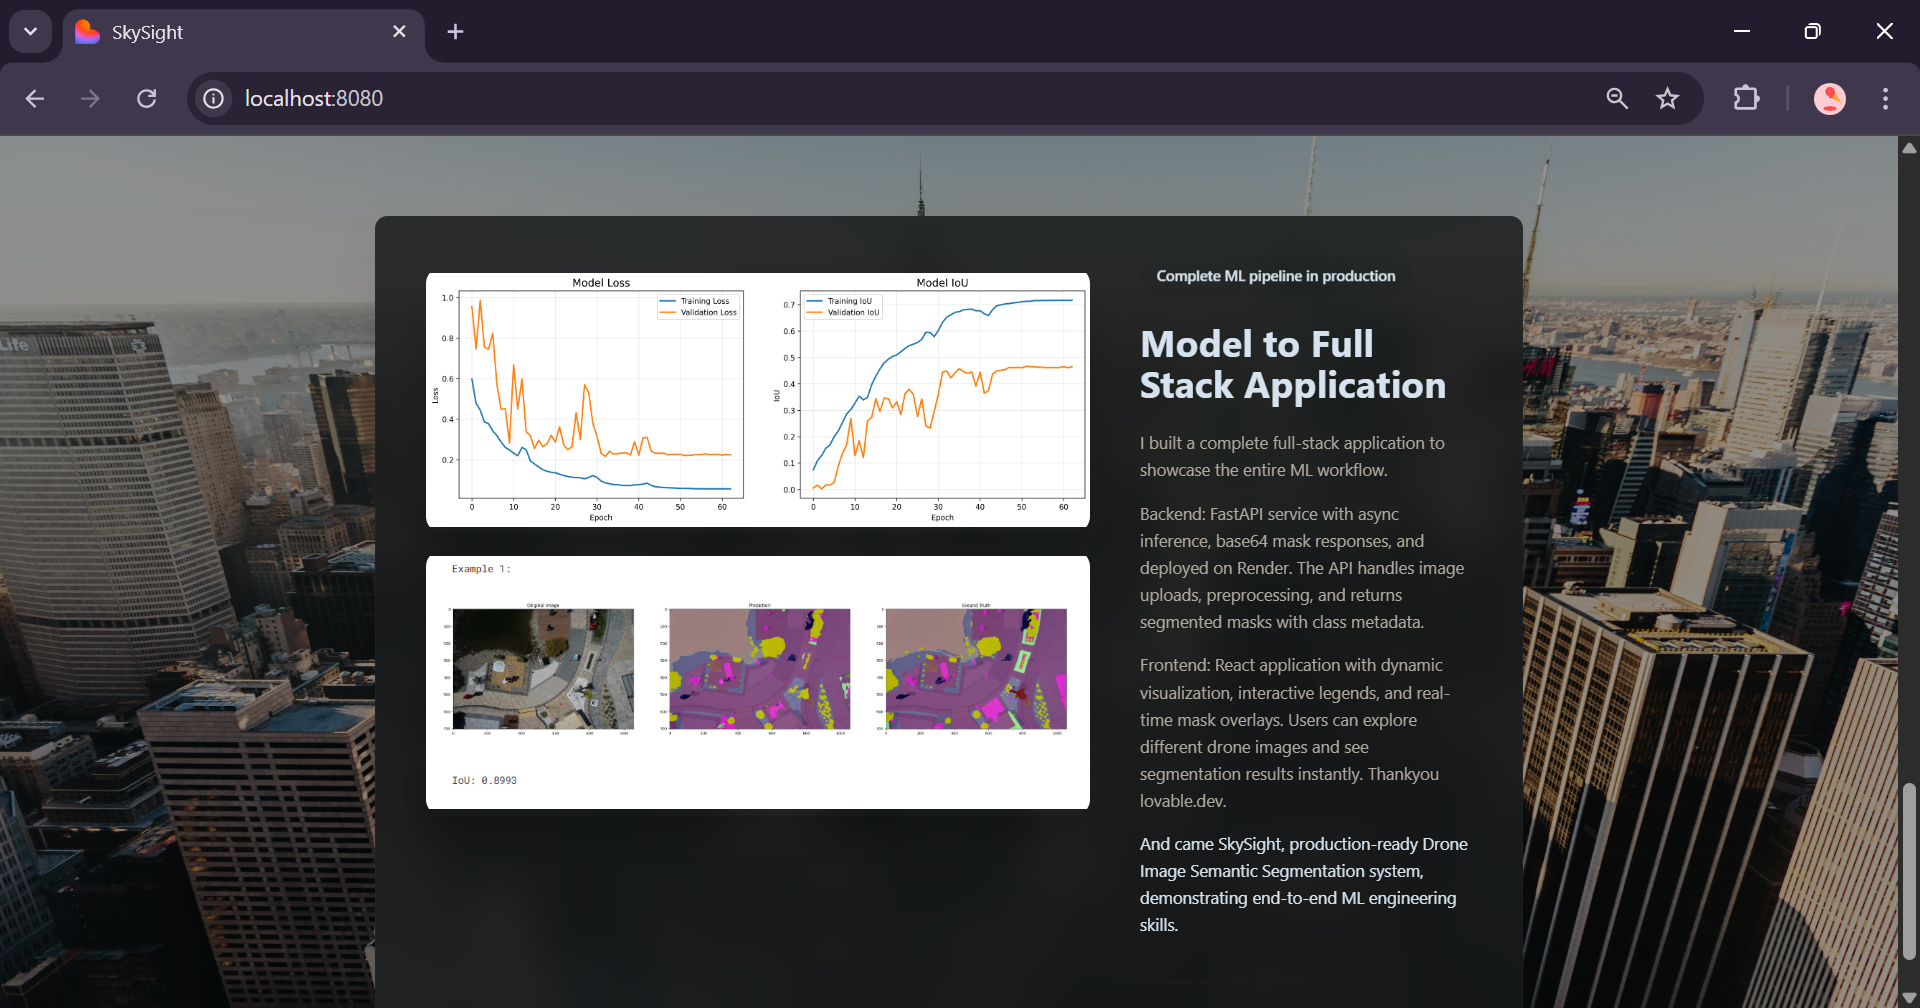 SkySight
localhost:8080
Life
Model Loss
Training Loss
Validation Loss
1.0
0.8
0.6
0.4
0.2
Loss
0 10 20 30 40 50 60
Epoch
Model IoU
Training IoU
Validation IoU
0.7
0.6
0.5
0.4
0.3
0.2
0.1
0.0
IoU
0 10 20 30 40 50 60
Epoch
Example 1:
Original Image
Prediction
Ground Truth
IoU: 0.8993
Complete ML pipeline in production
Model to Full
Stack Application
I built a complete full-stack application to
showcase the entire ML workflow.
Backend: FastAPI service with async
inference, base64 mask responses, and
deployed on Render. The API handles image
uploads, preprocessing, and returns
segmented masks with class metadata.
Frontend: React application with dynamic
visualization, interactive legends, and real-
time mask overlays. Users can explore
different drone images and see
segmentation results instantly. Thankyou
lovable.dev.
And came SkySight, production-ready Drone
Image Semantic Segmentation system,
demonstrating end-to-end ML engineering
skills.